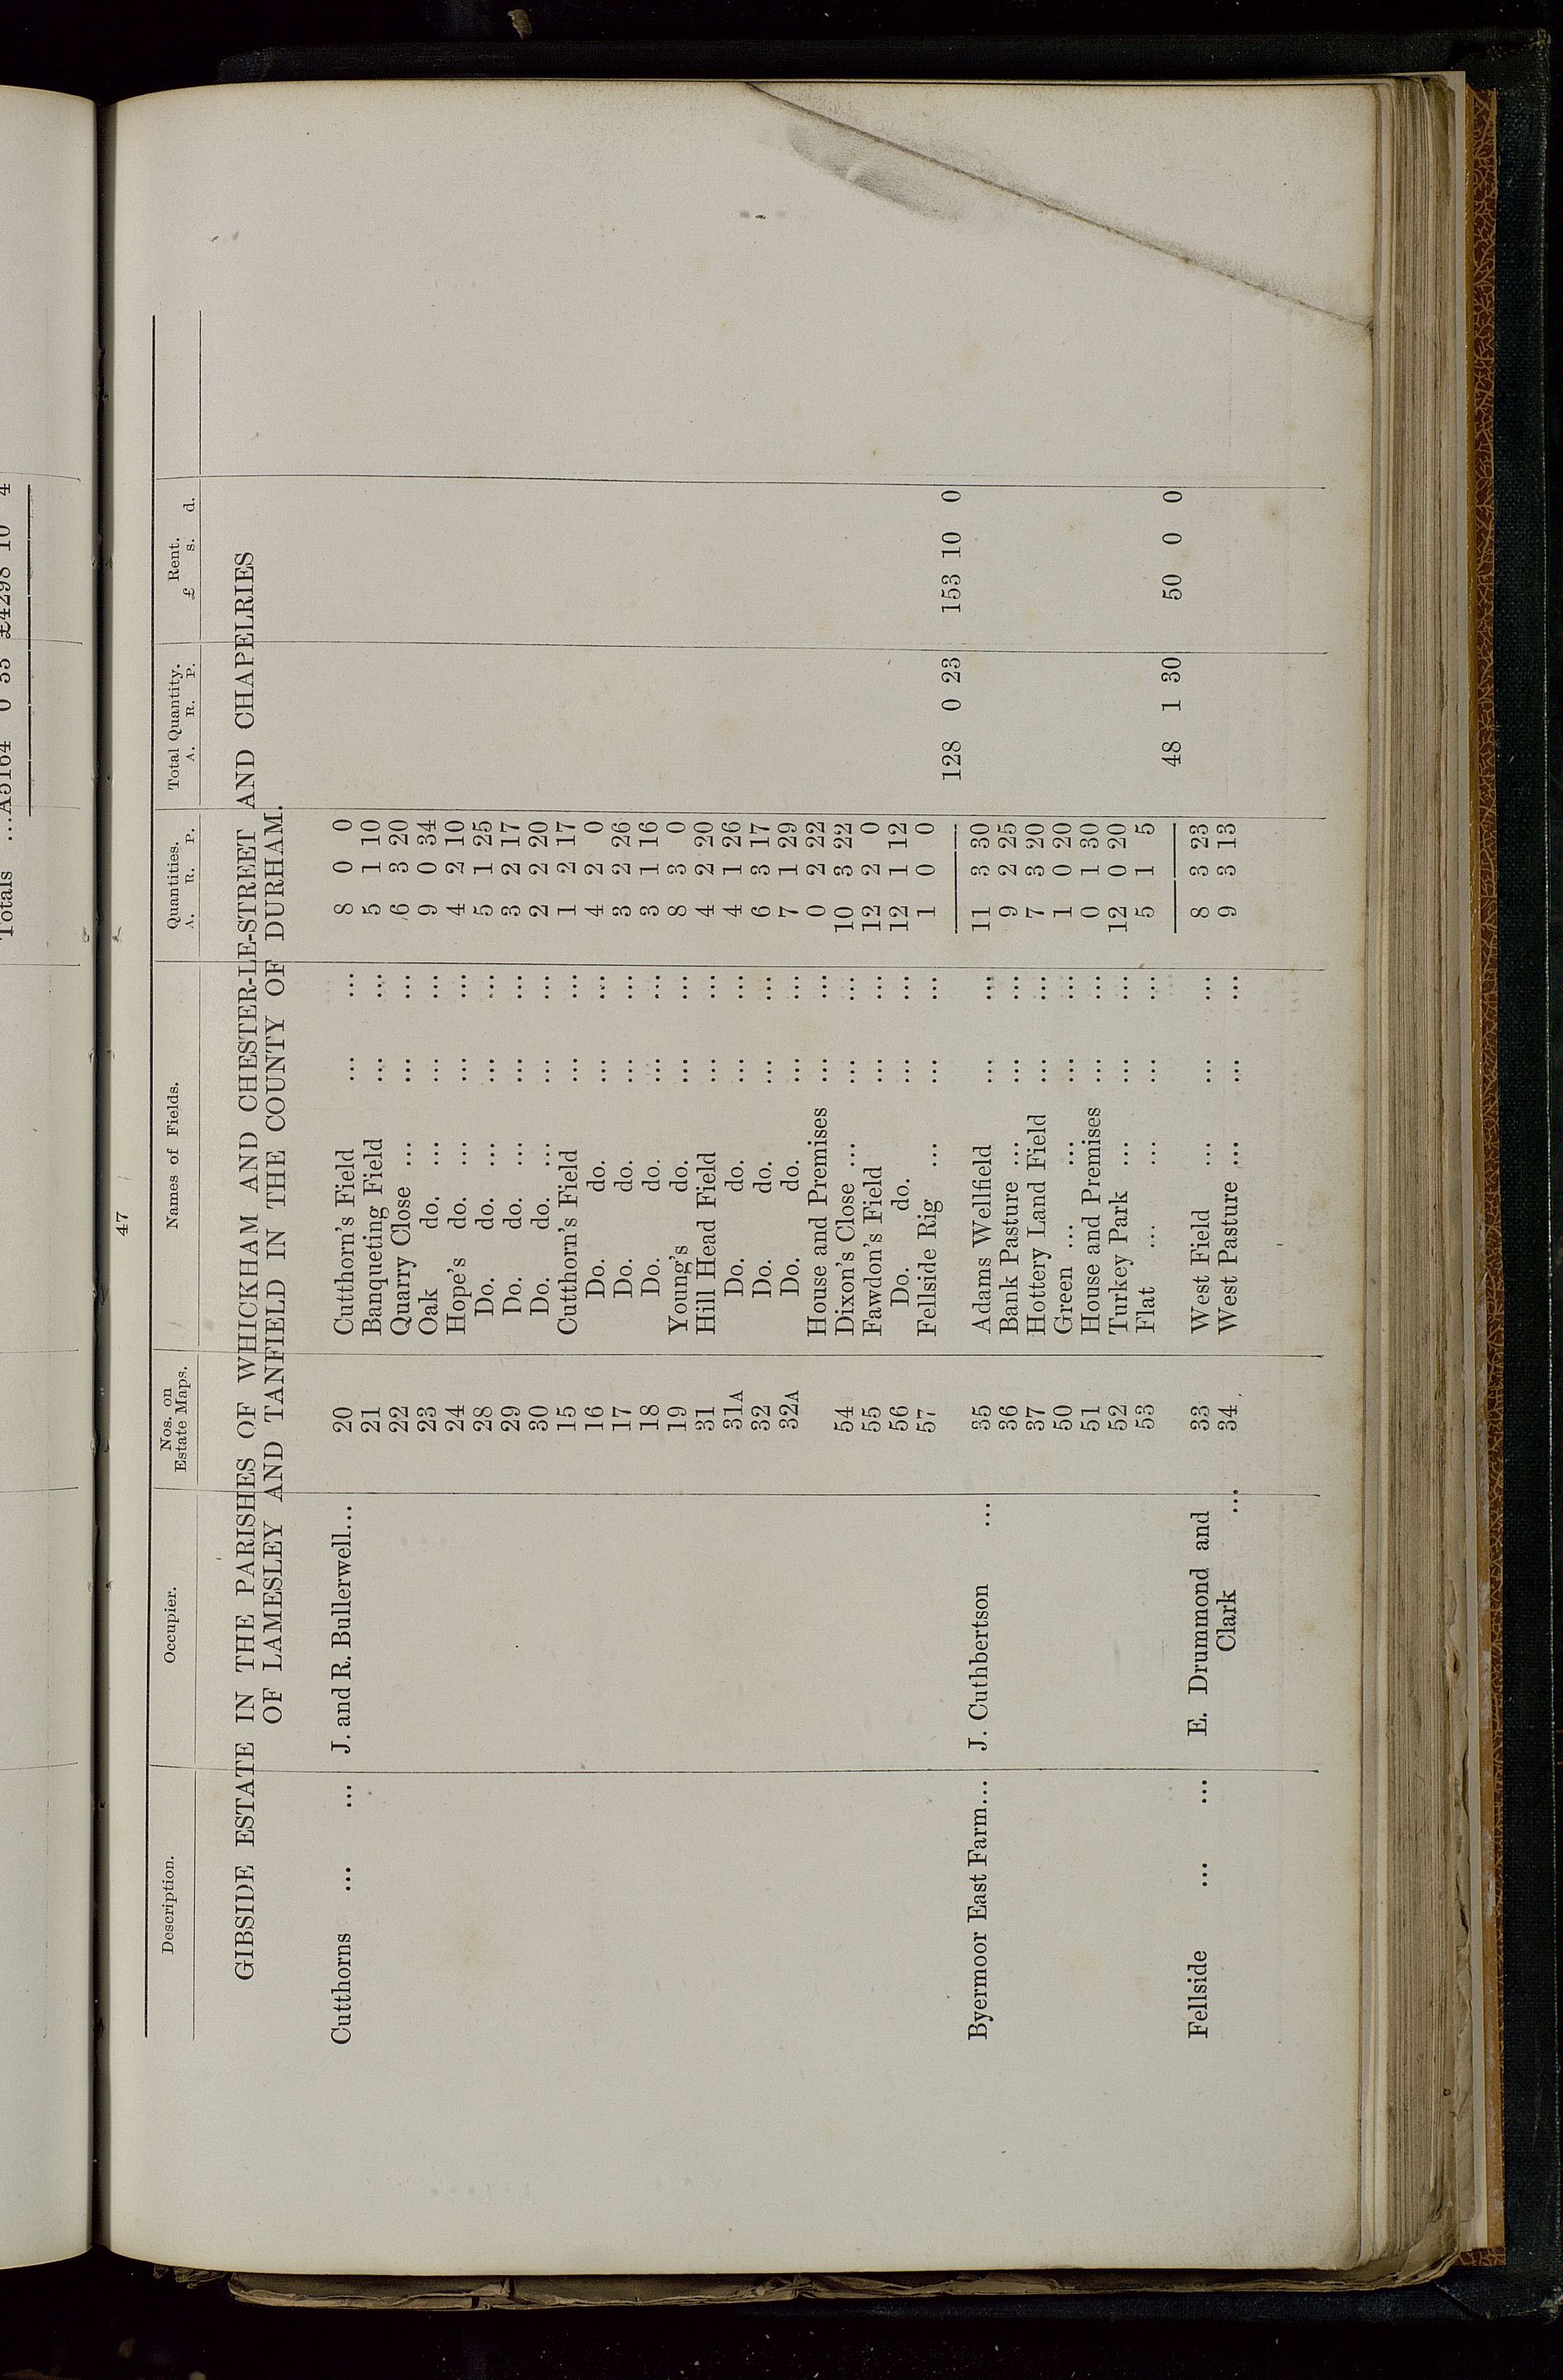 Totals ...A5164 0 33 £4298 10 4
47
Description. Occupier. Nos. on Estate Maps. Names of Fields. Quantities. Total Quantity. Rent.
A. R. P. A. R. P. £ s. d.
GIBSIDE ESTATE IN THE PARISHES OF WHICKHAM AND CHESTER-LE-STREET AND CHAPELRIES
OF LAMESLEY AND TANFIELD IN THE COUNTY OF DURHAM.
Cutthorns ... ... J. and R. Bullerwell... 20 Cutthorn's Field ... ... 8 0 0
21 Banqueting Field ... ... 5 1 10
22 Quarry Close ... ... ... 6 3 20
23 Oak do. ... ... ... 9 0 34
24 Hope's do. ... ... ... 4 2 10
28 Do. do. ... ... ... 5 1 25
29 Do. do. ... ... ... 3 2 17
30 Do. do. ... ... ... 2 2 20
15 Cutthorn's Field ... ... 1 2 17
16 Do. do. ... ... 4 2 0
17 Do. do. ... ... 3 2 26
18 Do. do. ... ... 3 1 16
19 Young's do. ... ... 8 3 0
31 Hill Head Field ... ... 4 2 20
31A Do. do. ... ... 4 1 26
32 Do. do. ... ... 6 3 17
32A Do. do. ... ... 7 1 29
House and Premises ... ... 0 2 22
54 Dixon's Close ... ... ... 10 3 22
55 Fawdon's Field ... ... 12 2 0
56 Do. do. ... ... 12 1 12
57 Fellside Rig ... ... ... 1 0 0
128 0 23 153 10 0
Byermoor East Farm... J. Cuthbertson ... 35 Adams Wellfield ... ... 11 3 30
36 Bank Pasture ... ... ... 9 2 25
37 Hottery Land Field ... ... 7 3 20
50 Green ... ... ... ... 1 0 20
51 House and Premises ... ... 0 1 30
52 Turkey Park ... ... ... 12 0 20
53 Flat ... ... ... ... 5 1 5
48 1 30 50 0 0
Fellside ... ... E. Drummond and 33 West Field ... ... ... 8 3 23
Clark ... 34 West Pasture ... ... ... 9 3 13